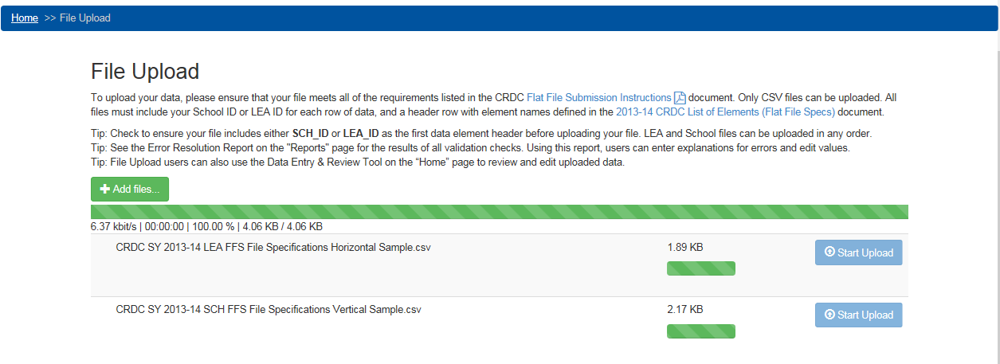 Home >> File Upload
File Upload
To upload your data, please ensure that your file meets all of the requirements listed in the CRDC Flat File Submission Instructions document. Only CSV files can be uploaded. All
files must include your School ID or LEA ID for each row of data, and a header row with element names defined in the 2013-14 CRDC List of Elements (Flat File Specs) document.
Tip: Check to ensure your file includes either SCH_ID or LEA_ID as the first data element header before uploading your file. LEA and School files can be uploaded in any order.
Tip: See the Error Resolution Report on the "Reports" page for the results of all validation checks. Using this report, users can enter explanations for errors and edit values.
Tip: File Upload users can also use the Data Entry & Review Tool on the “Home” page to review and edit uploaded data.
Add files...
6.37 kbit/s | 00:00:00 | 100.00 % | 4.06 KB / 4.06 KB
CRDC SY 2013-14 LEA FFS File Specifications Horizontal Sample.csv 1.89 KB Start Upload
CRDC SY 2013-14 SCH FFS File Specifications Vertical Sample.csv 2.17 KB Start Upload